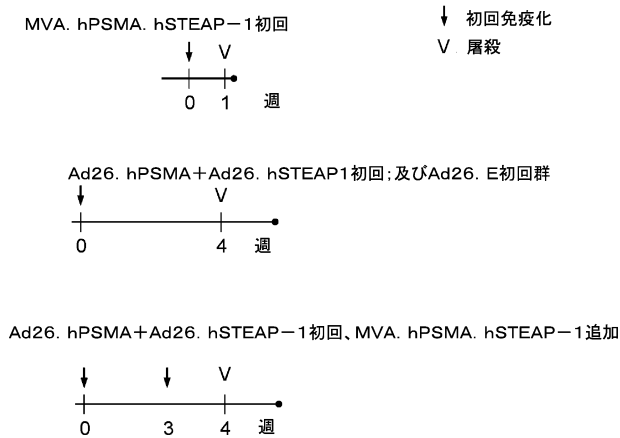 MVA. hPSMA. hSTEAP-1初回
↓ 初回免疫化
V 屠殺
V
0 1 週
Ad26. hPSMA+Ad26. hSTEAP1初回;及びAd26. E初回群
V
0 4 週
Ad26. hPSMA+Ad26. hSTEAP-1初回、MVA. hPSMA. hSTEAP-1追加
V
0 3 4 週